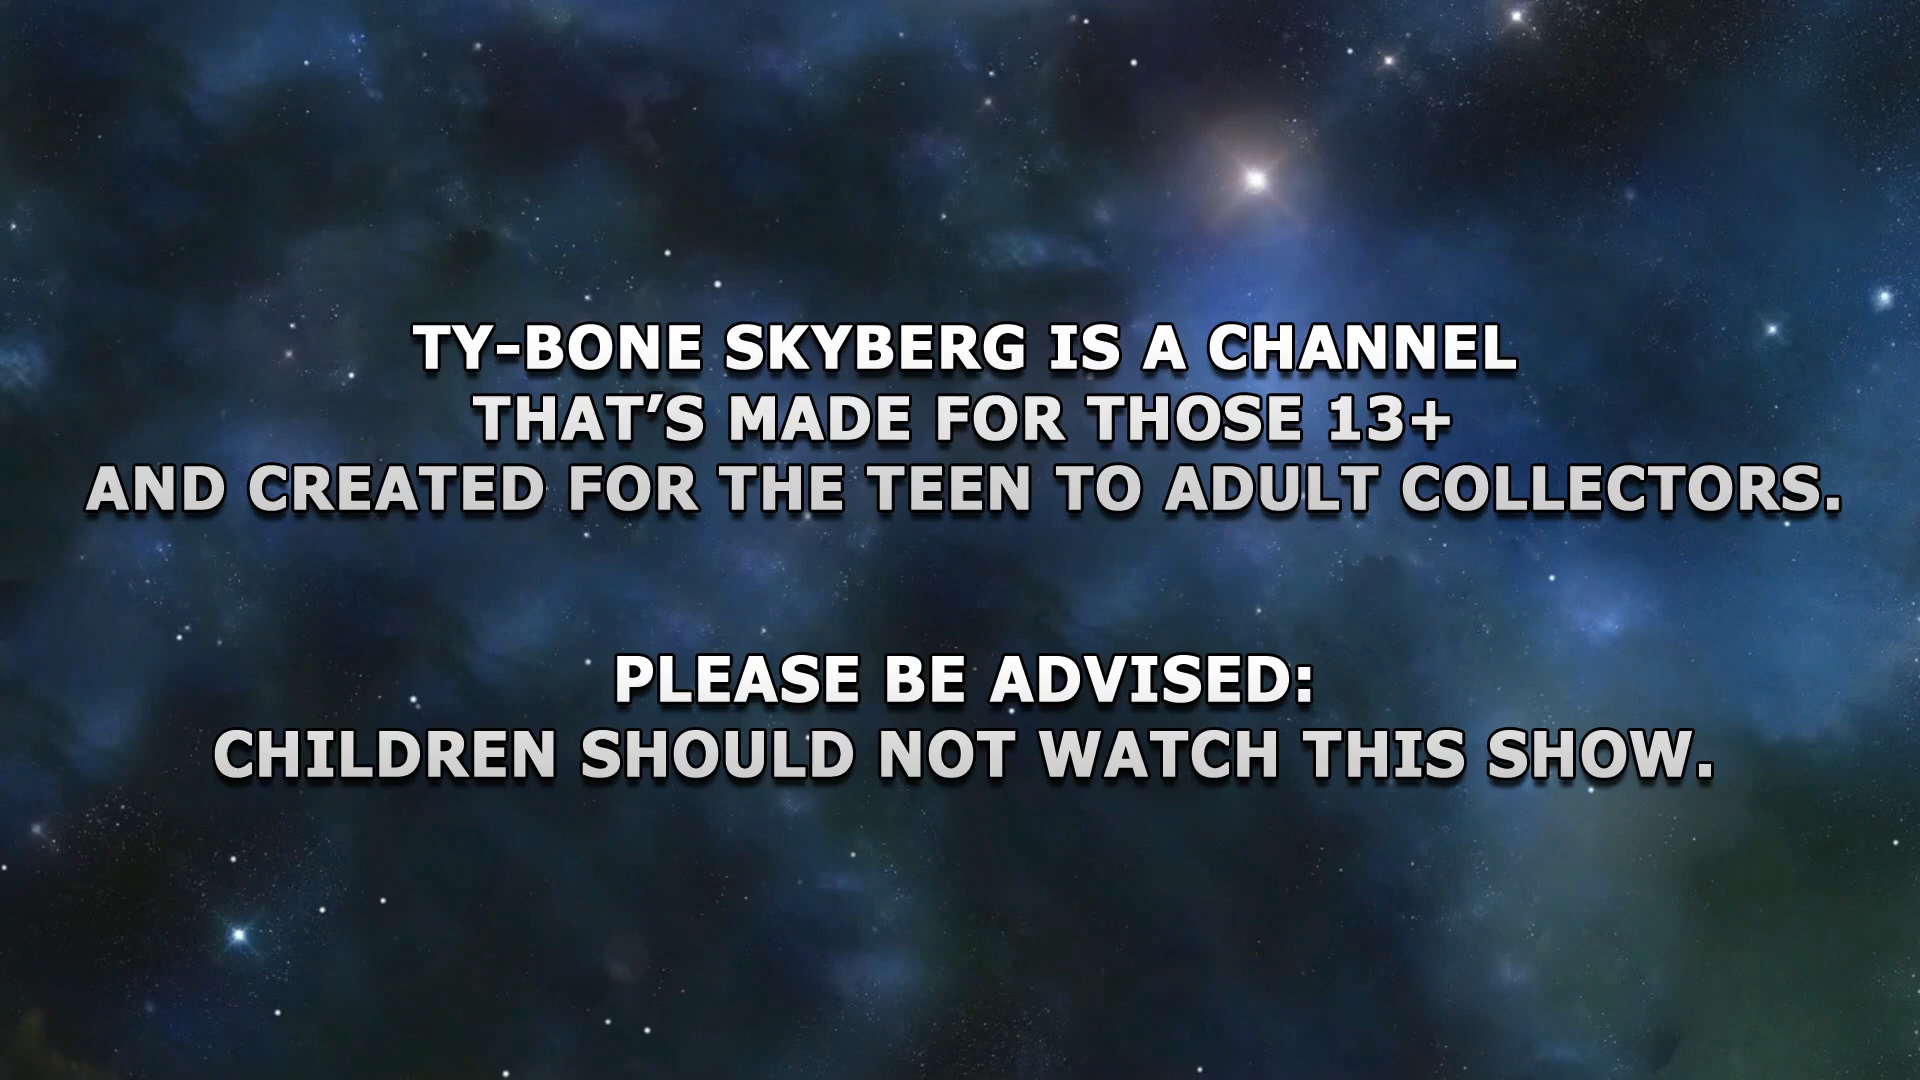 TY-BONE SKYBERG IS A CHANNEL
THAT’S MADE FOR THOSE 13+
AND CREATED FOR THE TEEN TO ADULT COLLECTORS.
PLEASE BE ADVISED:
CHILDREN SHOULD NOT WATCH THIS SHOW.